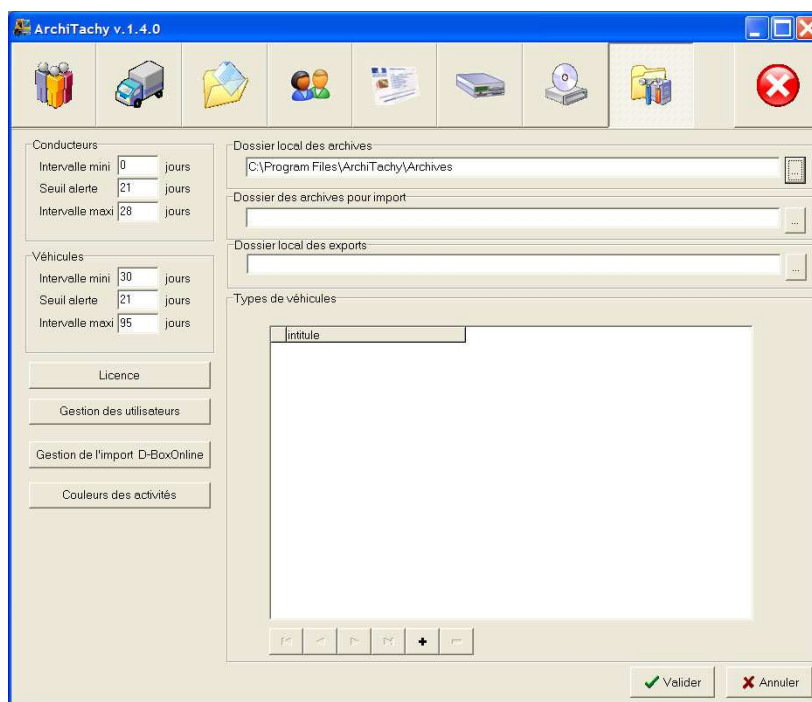 ArchiTachy v.1.4.0
Conducteurs
Intervalle mini 0 jours
Seuil alerte 21 jours
Intervalle maxi 28 jours
Véhicules
Intervalle mini 30 jours
Seuil alerte 21 jours
Intervalle maxi 95 jours
Licence
Gestion des utilisateurs
Gestion de l'import D-BoxOnline
Couleurs des activités
Dossier local des archives
C:\Program Files\ArchiTachy\Archives
...
Dossier des archives pour import
...
Dossier local des exports
...
Types de véhicules
intitule
Valider
Annuler